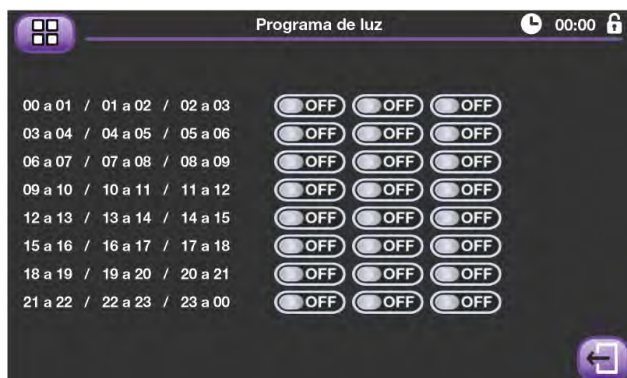 Programa de luz 00:00
00 a 01 / 01 a 02 / 02 a 03 OFF OFF OFF
03 a 04 / 04 a 05 / 05 a 06 OFF OFF OFF
06 a 07 / 07 a 08 / 08 a 09 OFF OFF OFF
09 a 10 / 10 a 11 / 11 a 12 OFF OFF OFF
12 a 13 / 13 a 14 / 14 a 15 OFF OFF OFF
15 a 16 / 16 a 17 / 17 a 18 OFF OFF OFF
18 a 19 / 19 a 20 / 20 a 21 OFF OFF OFF
21 a 22 / 22 a 23 / 23 a 00 OFF OFF OFF